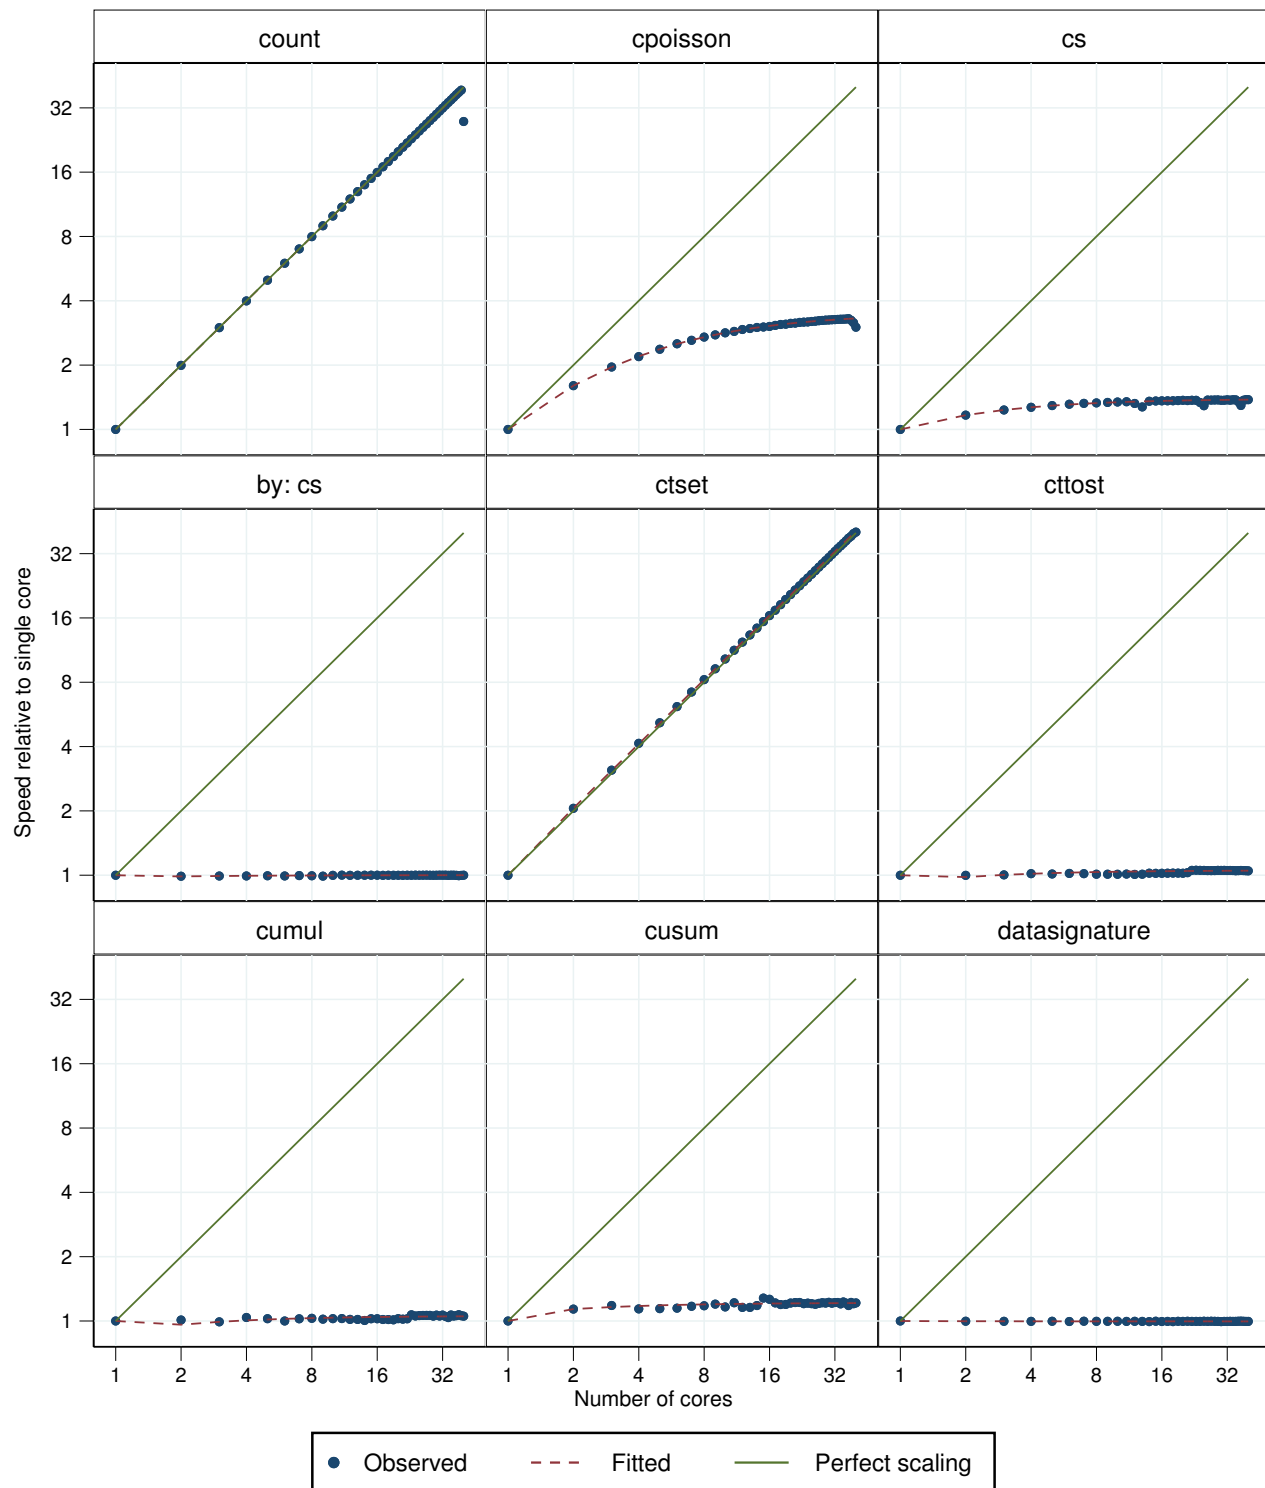 count
cpoisson
cs
32
16
8
4
2
1
by: cs
ctset
cttost
Speed relative to single core
32
16
8
4
2
1
cumul
cusum
datasignature
32
16
8
4
2
1
1 2 4 8 16 32
1 2 4 8 16 32
1 2 4 8 16 32
Number of cores
Observed
Fitted
Perfect scaling